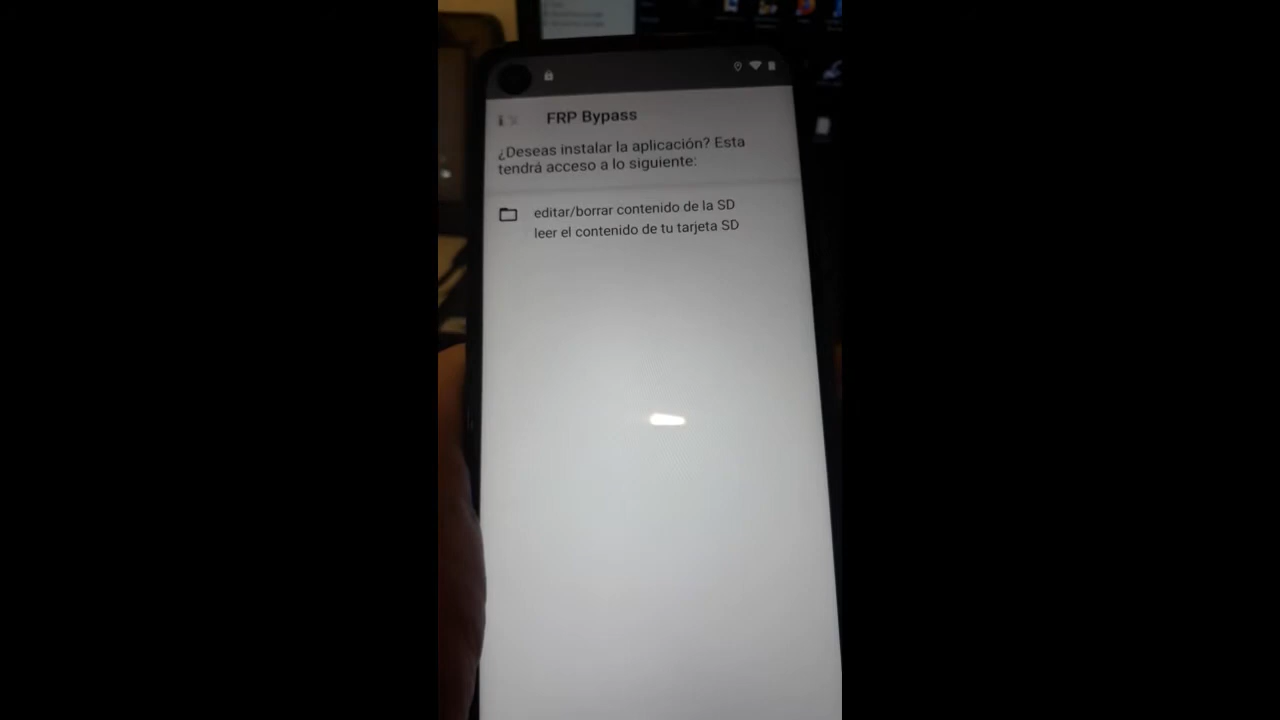 FRP Bypass
¿Deseas instalar la aplicación? Esta
tendrá acceso a lo siguiente:
editar/borrar contenido de la SD
leer el contenido de tu tarjeta SD